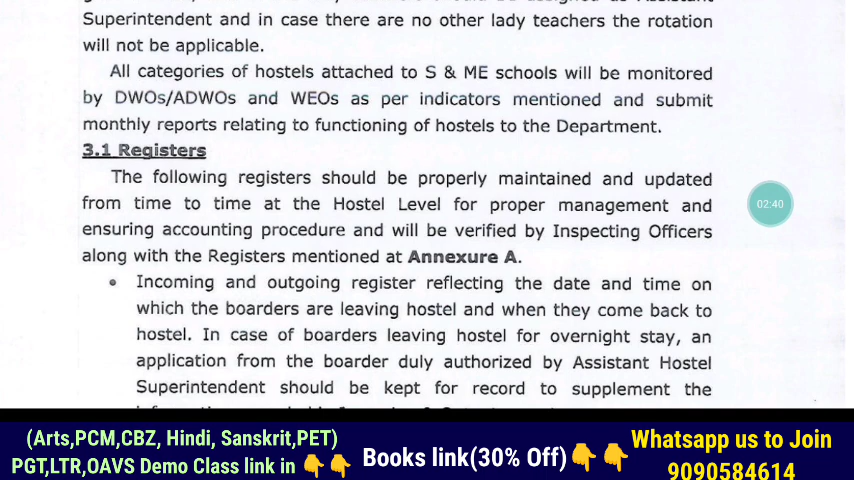 Superintendent and in case there are no other lady teachers the rotation
will not be applicable.
All categories of hostels attached to S & ME schools will be monitored
by DWOs/ADWOs and WEOs as per indicators mentioned and submit
monthly reports relating to functioning of hostels to the Department.
3.1 Registers
The following registers should be properly maintained and updated
from time to time at the Hostel Level for proper management and
ensuring accounting procedure and will be verified by Inspecting Officers
along with the Registers mentioned at Annexure A.
02:40
• Incoming and outgoing register reflecting the date and time on
which the boarders are leaving hostel and when they come back to
hostel. In case of boarders leaving hostel for overnight stay, an
application from the boarder duly authorized by Assistant Hostel
Superintendent should be kept for record to supplement the
(Arts,PCM,CBZ, Hindi, Sanskrit,PET)
PGT,LTR,OAVS Demo Class link in 👇👇
Books link(30% Off)👇👇
Whatsapp us to Join
9090584614